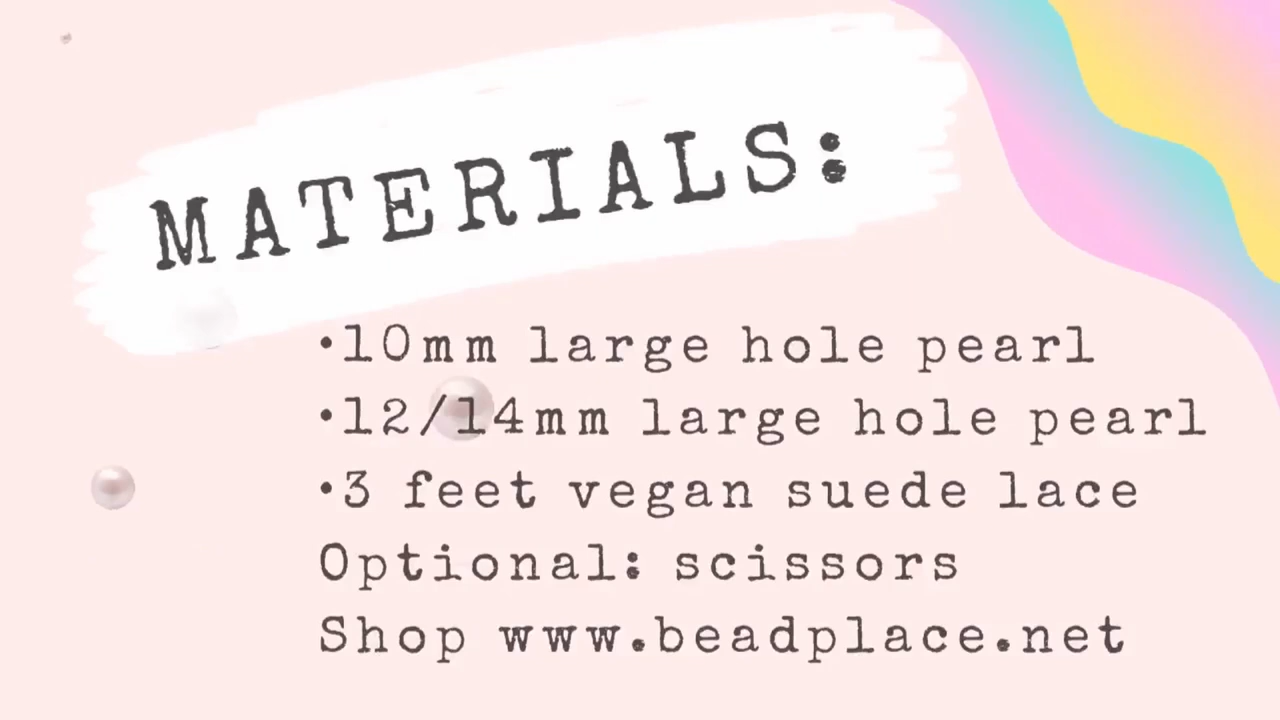 MATERIALS:
•10mm large hole pearl
•12/14mm large hole pearl
•3 feet vegan suede lace
Optional: scissors
Shop www.beadplace.net